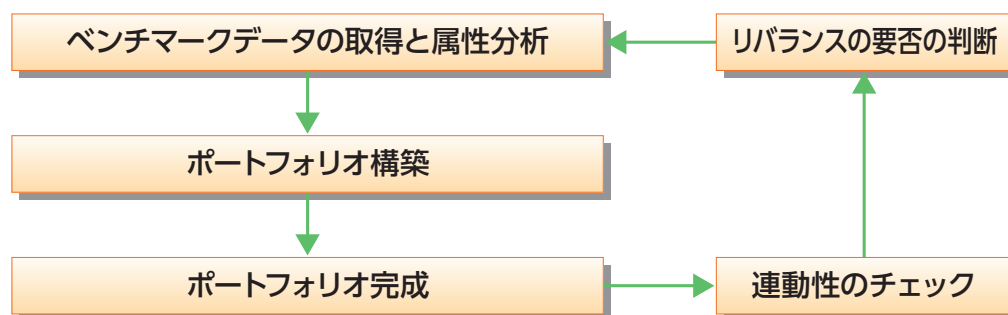 ベンチマークデータの取得と属性分析
リバランスの要否の判断
ポートフォリオ構築
ポートフォリオ完成
連動性のチェック